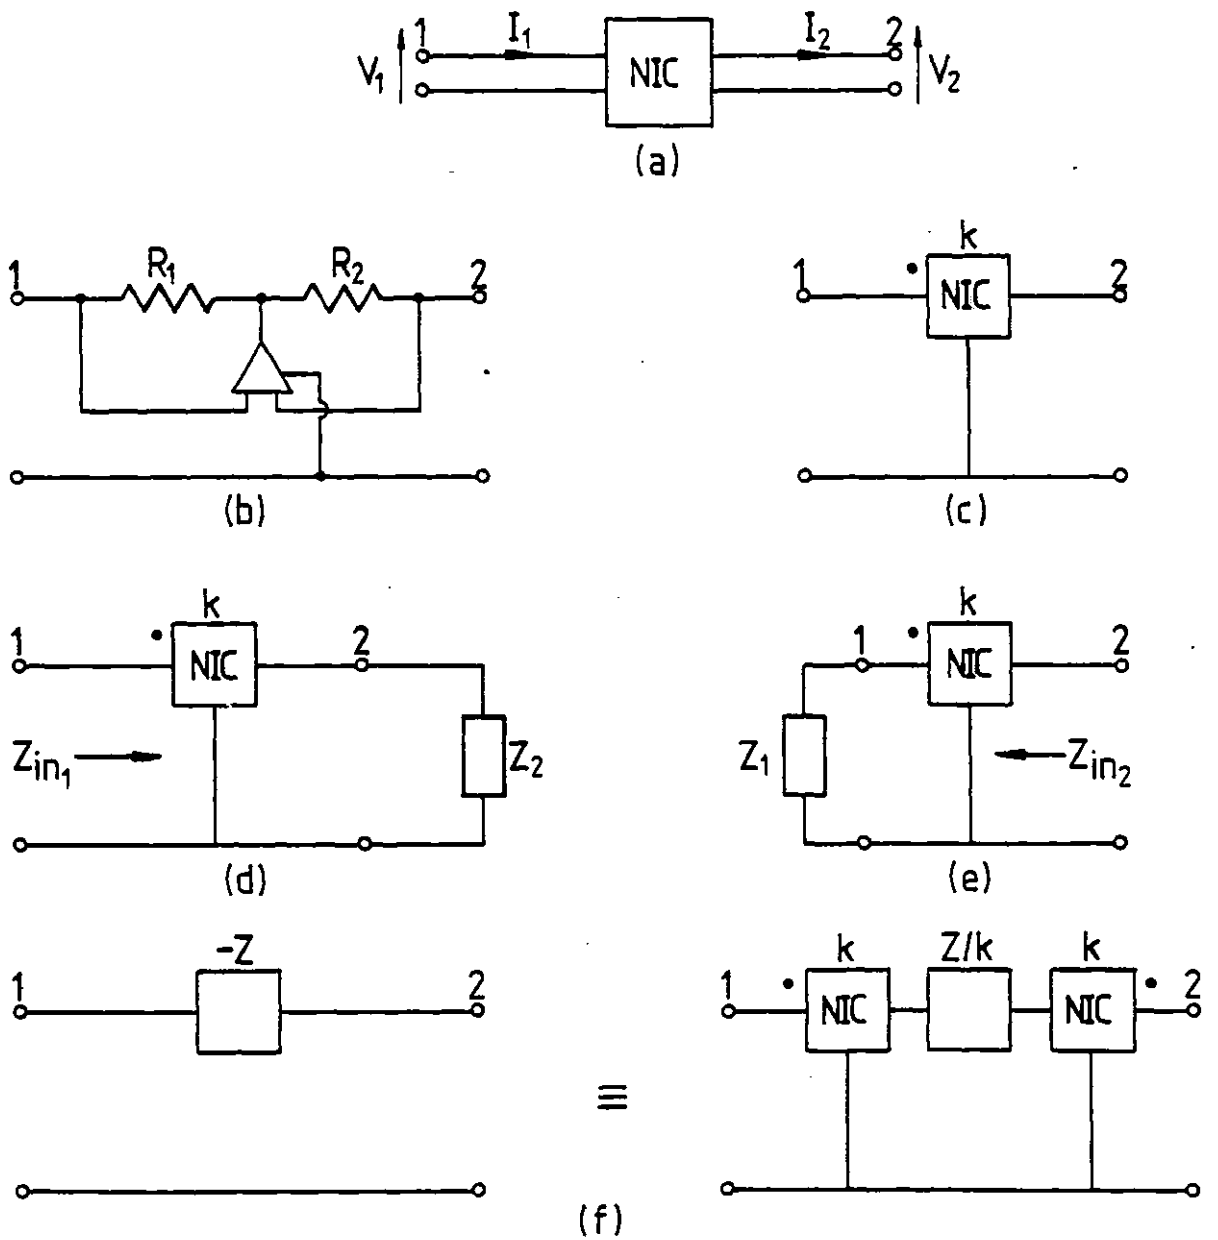 1 I₁ I₂ 2
V₁ NIC V₂
(a)
1 R₁ R₂ 2
(b)
k
1 NIC 2
(c)
k
1 NIC 2
Zin₁ Z₂
(d)
k
1 NIC 2
Z₁ Zin₂
(e)
-Z
1 2
≡
k Z/k k
1 NIC NIC 2
(f)